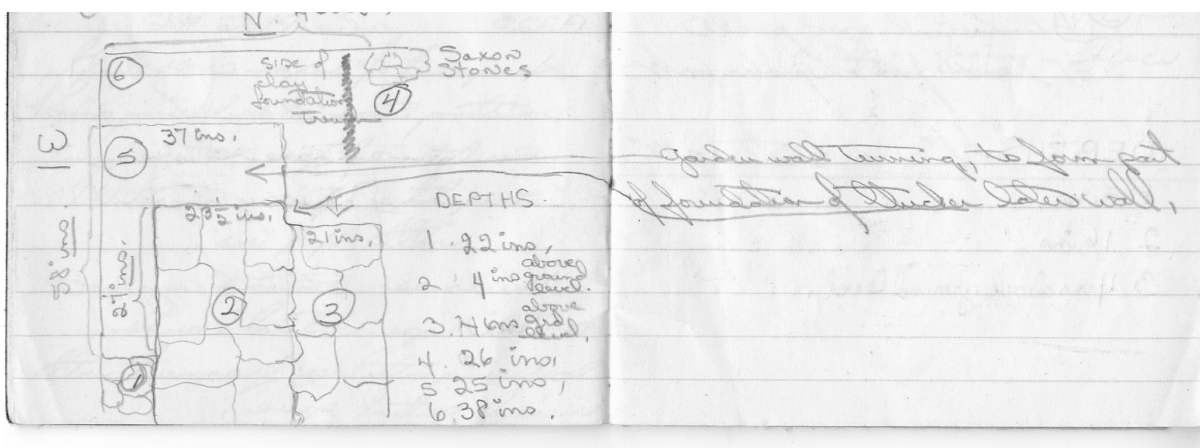 N.
6
side of
clay
foundation
trench
Saxon
Stones
4
W
5
37 ins.
garden wall turning, to form part
of foundation of thicker later wall.
23½ ins.
21 ins.
58 ins.
27 ins.
2
3
1
DEPTHS.
1. 22 ins,
2 4 ins above ground level.
3. 4 ins above grd level.
4. 26 ins,
5 25 ins,
6. 38 ins.